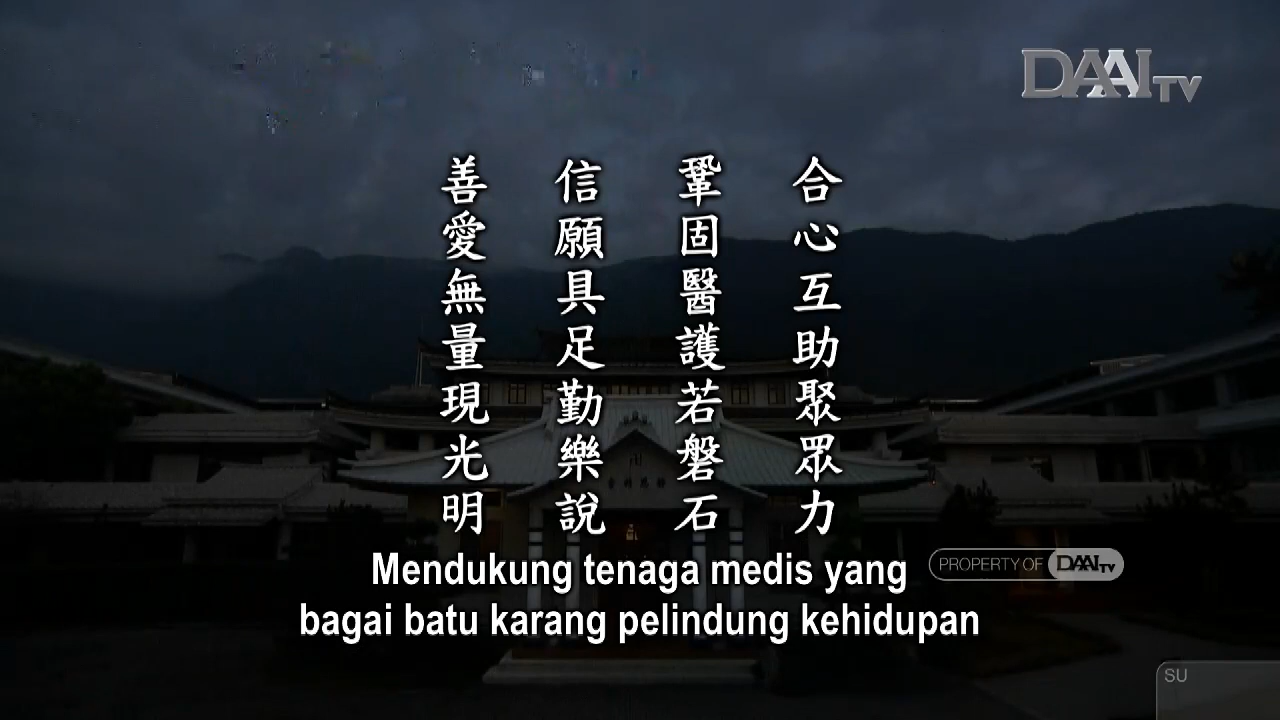 DAAI TV
合心互助聚眾力
鞏固醫護若磐石
信願具足勤樂說
善愛無量現光明
Mendukung tenaga medis yang
bagai batu karang pelindung kehidupan
PROPERTY OF DAAI TV
SU